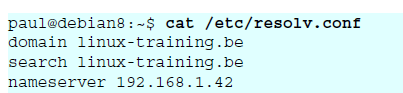 paul@debian8:~$ cat /etc/resolv.conf
domain linux-training.be
search linux-training.be
nameserver 192.168.1.42